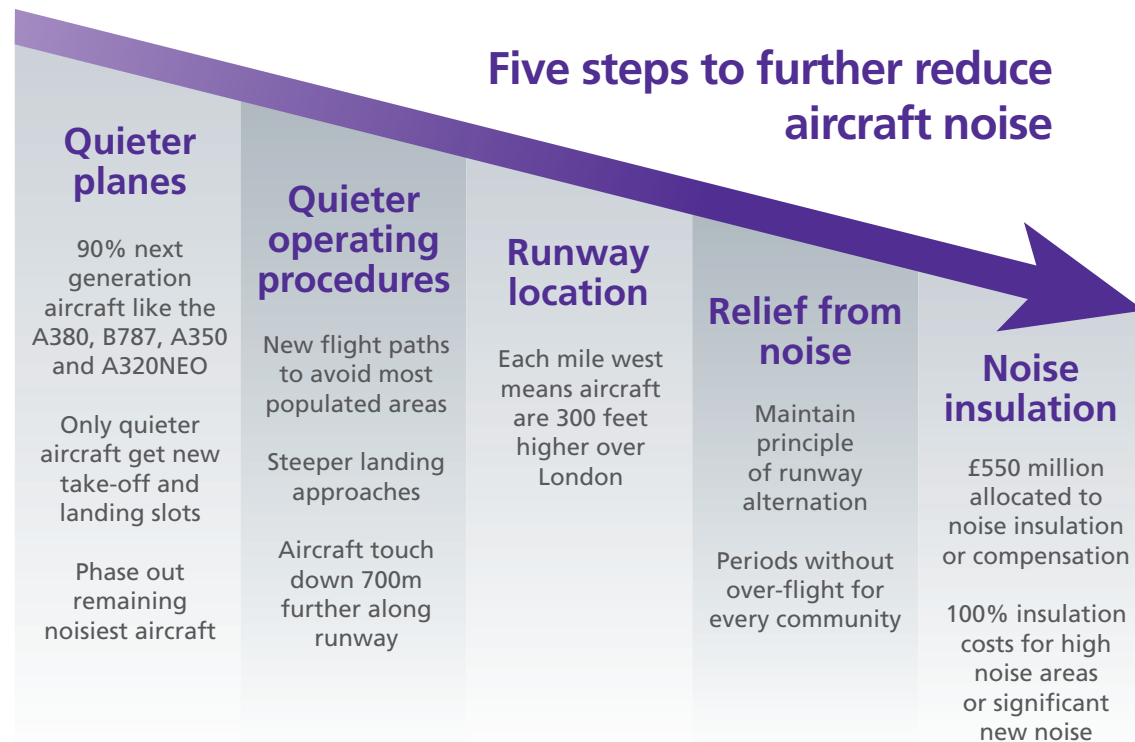 Five steps to further reduce
aircraft noise
Quieter
planes
90% next
generation
aircraft like the
A380, B787, A350
and A320NEO
Only quieter
aircraft get new
take-off and
landing slots
Phase out
remaining
noisiest aircraft
Quieter
operating
procedures
New flight paths
to avoid most
populated areas
Steeper landing
approaches
Aircraft touch
down 700m
further along
runway
Runway
location
Each mile west
means aircraft
are 300 feet
higher over
London
Relief from
noise
Maintain
principle
of runway
alternation
Periods without
over-flight for
every community
Noise
insulation
£550 million
allocated to
noise insulation
or compensation
100% insulation
costs for high
noise areas
or significant
new noise